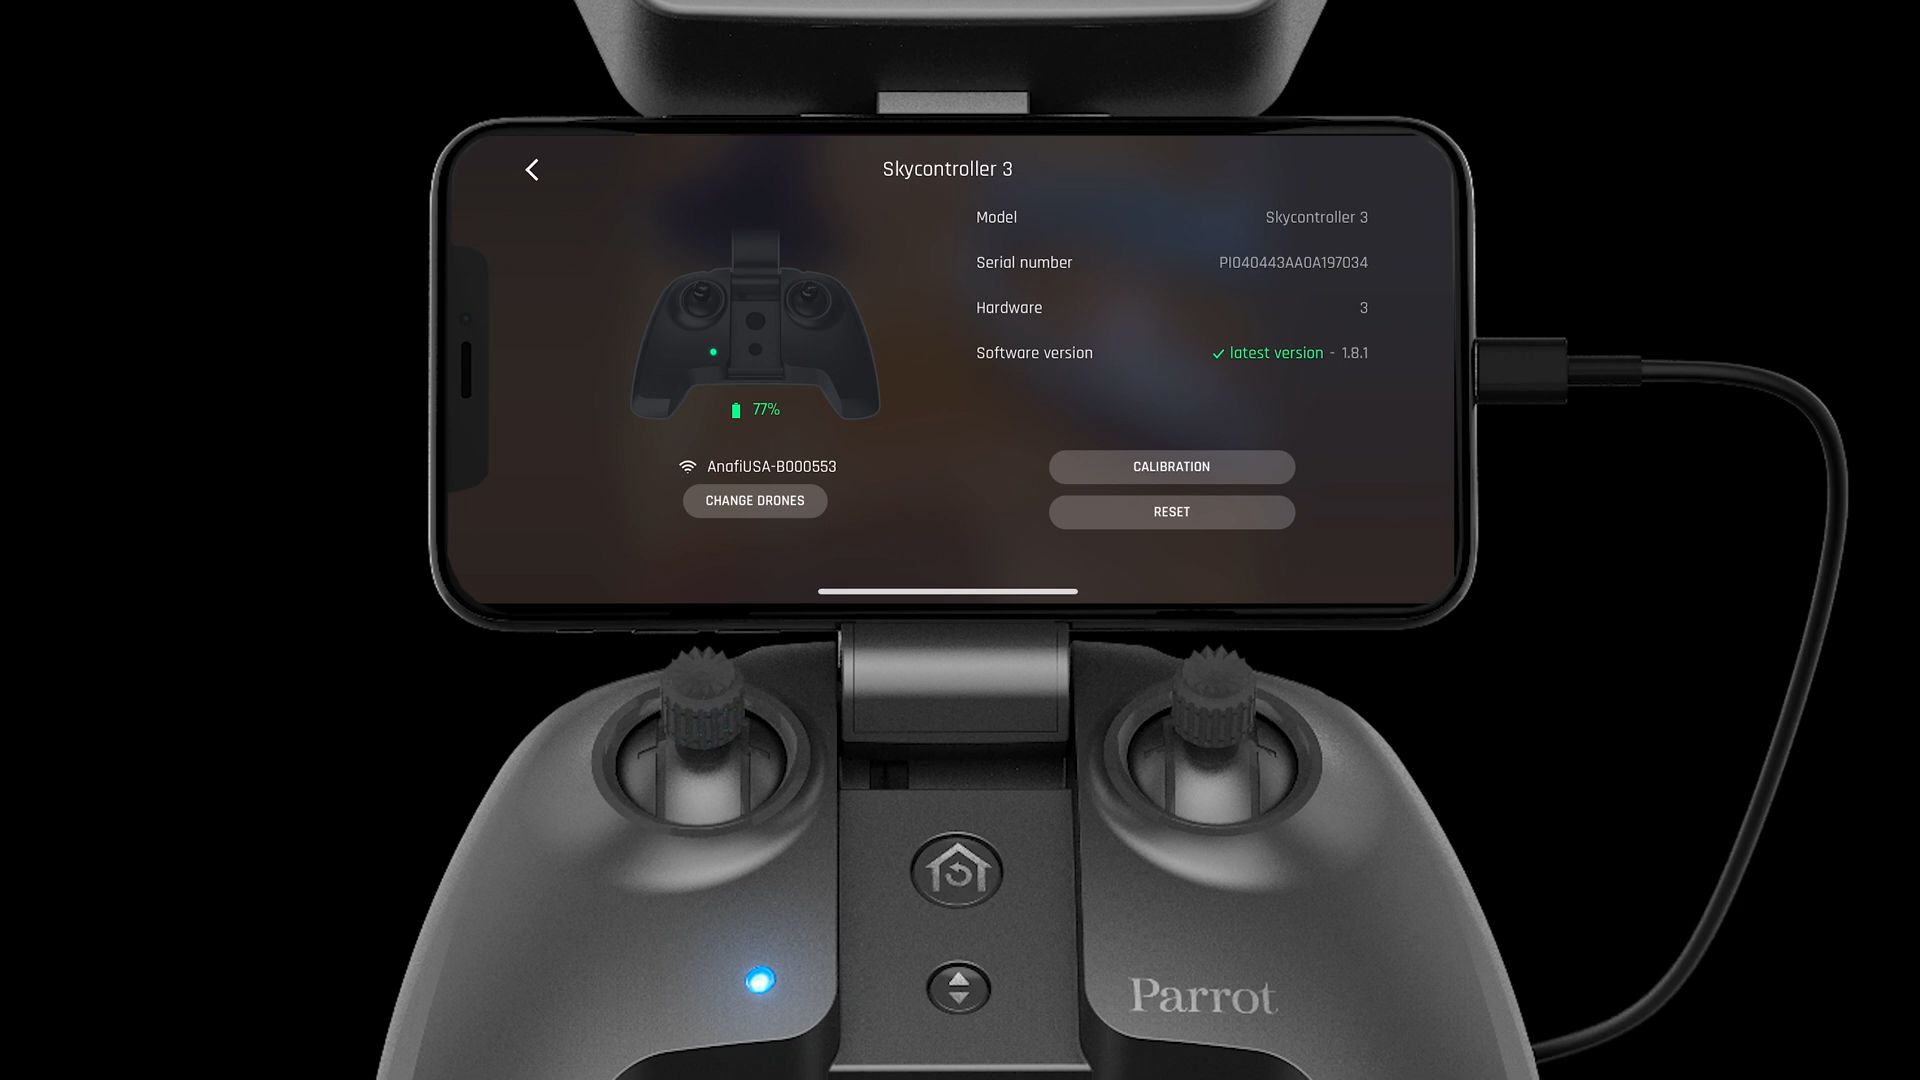 Skycontroller 3
Model Skycontroller 3
Serial number PI040443AA0A197034
Hardware 3
Software version latest version - 1.8.1
77%
AnafiUSA-B000553
CHANGE DRONES
CALIBRATION
RESET
Parrot